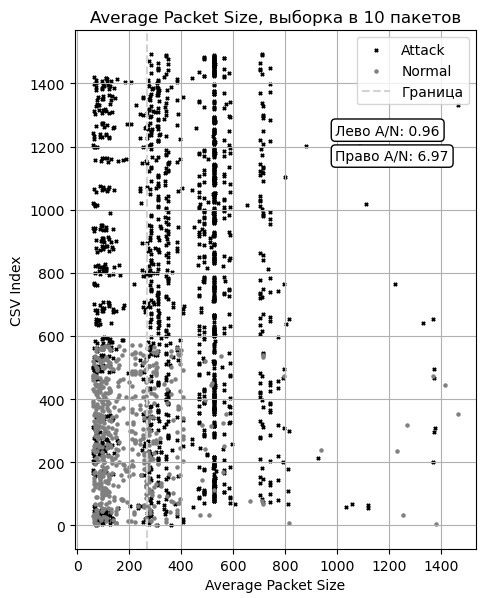 Average Packet Size, выборка в 10 пакетов
Attack
Normal
Граница
Лево A/N: 0.96
Право A/N: 6.97
CSV Index
1400
1200
1000
800
600
400
200
0
0 200 400 600 800 1000 1200 1400
Average Packet Size